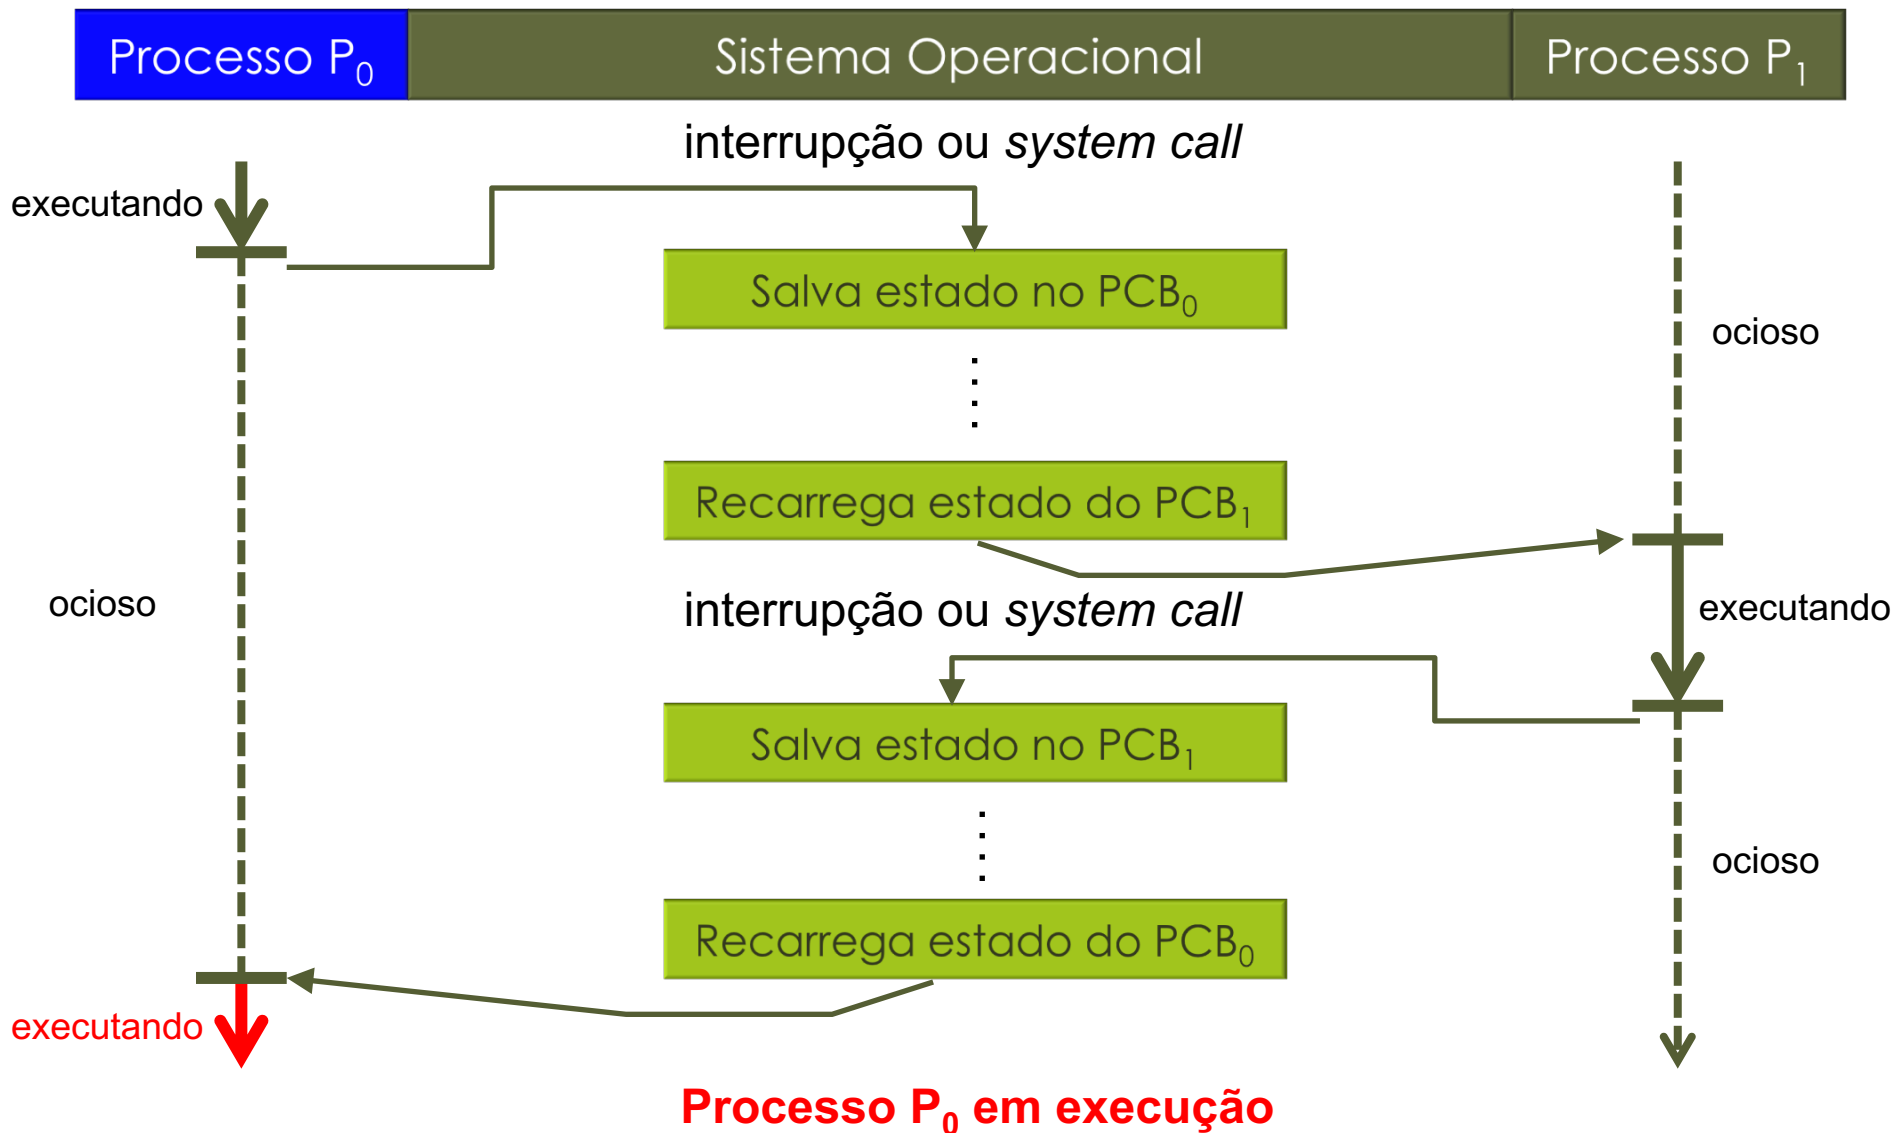 Processo P₀ Sistema Operacional Processo P₁
interrupção ou system call
executando
Salva estado no PCB₀
ocioso
Recarrega estado do PCB₁
ocioso
interrupção ou system call
executando
Salva estado no PCB₁
ocioso
Recarrega estado do PCB₀
executando
Processo P₀ em execução